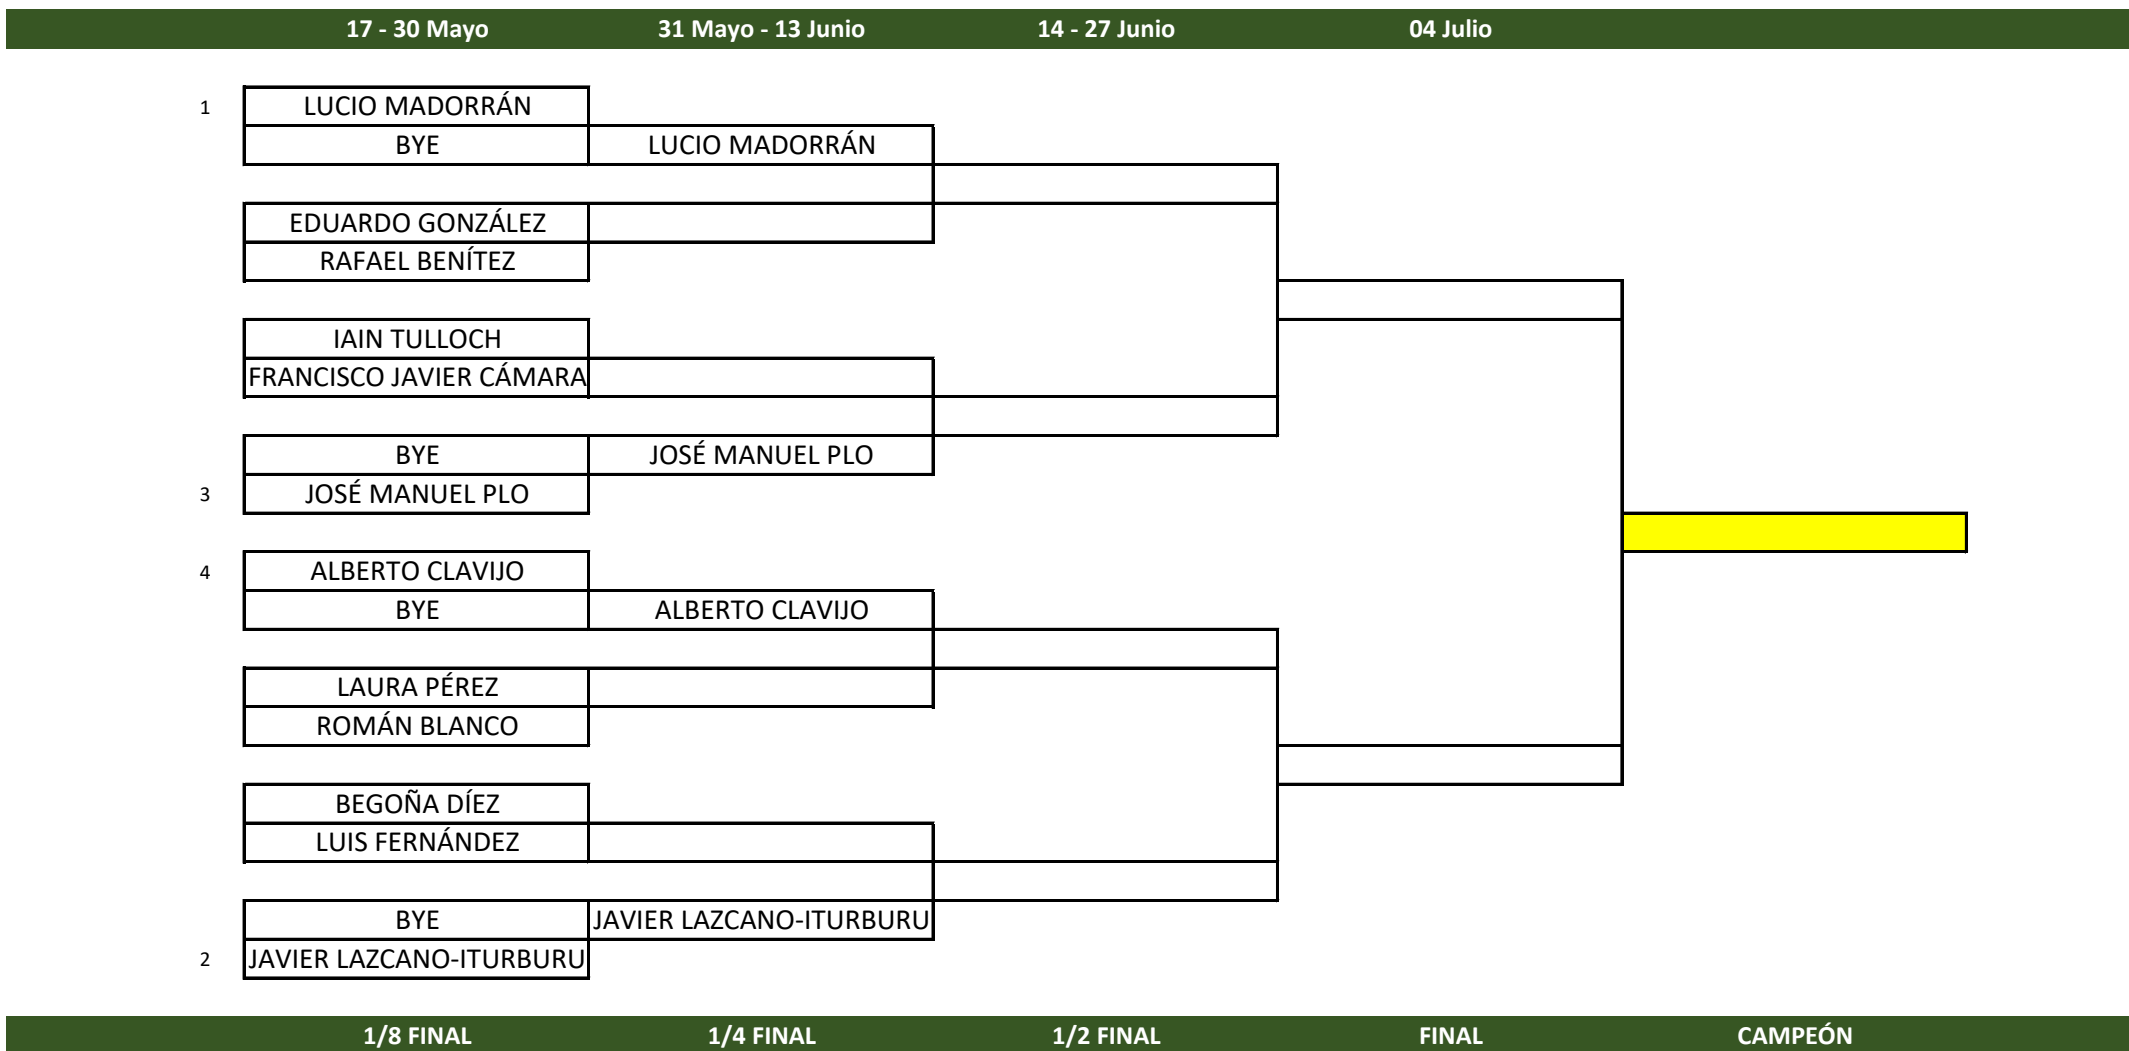 17 - 30 Mayo 31 Mayo - 13 Junio 14 - 27 Junio 04 Julio
1 LUCIO MADORRÁN
BYE LUCIO MADORRÁN
EDUARDO GONZÁLEZ
RAFAEL BENÍTEZ
IAIN TULLOCH
FRANCISCO JAVIER CÁMARA
BYE JOSÉ MANUEL PLO
3 JOSÉ MANUEL PLO
4 ALBERTO CLAVIJO
BYE ALBERTO CLAVIJO
LAURA PÉREZ
ROMÁN BLANCO
BEGOÑA DÍEZ
LUIS FERNÁNDEZ
BYE JAVIER LAZCANO-ITURBURU
2 JAVIER LAZCANO-ITURBURU
1/8 FINAL 1/4 FINAL 1/2 FINAL FINAL CAMPEÓN